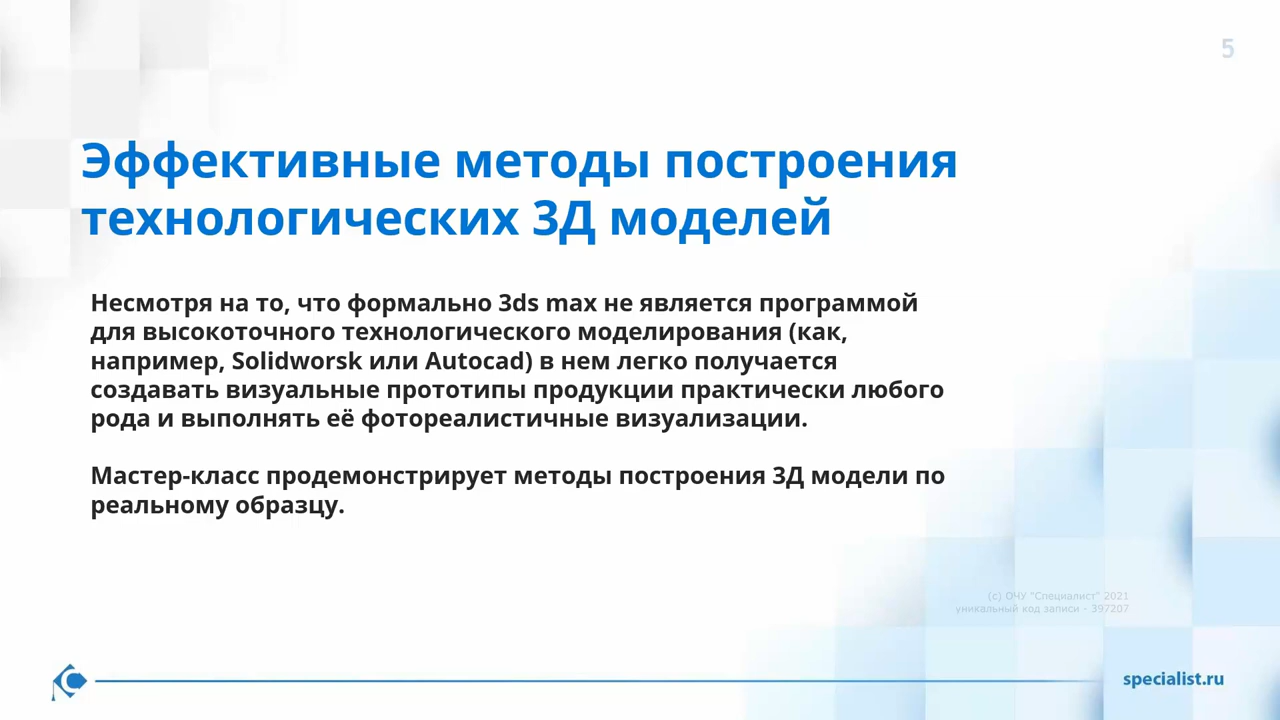 5
Эффективные методы построения
технологических 3Д моделей
Несмотря на то, что формально 3ds max не является программой
для высокоточного технологического моделирования (как,
например, Solidworsk или Autocad) в нем легко получается
создавать визуальные прототипы продукции практически любого
рода и выполнять её фотореалистичные визуализации.
Мастер-класс продемонстрирует методы построения 3Д модели по
реальному образцу.
(с) ОЧУ "Специалист" 2021
уникальный код записи - 397207
specialist.ru